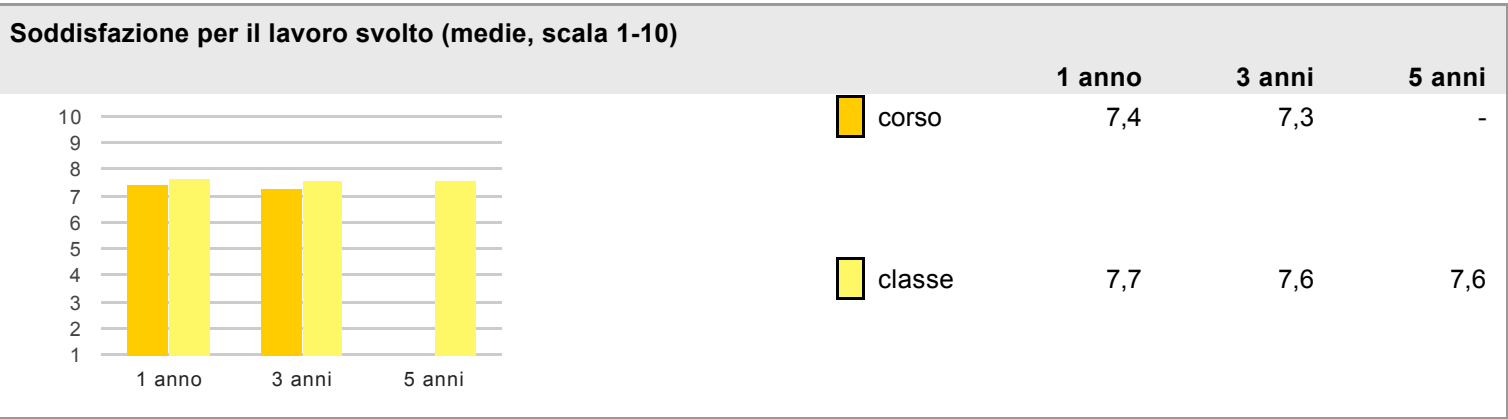 Soddisfazione per il lavoro svolto (medie, scala 1-10)
1 anno 3 anni 5 anni
corso 7,4 7,3 -
classe 7,7 7,6 7,6
10
9
8
7
6
5
4
3
2
1
1 anno 3 anni 5 anni